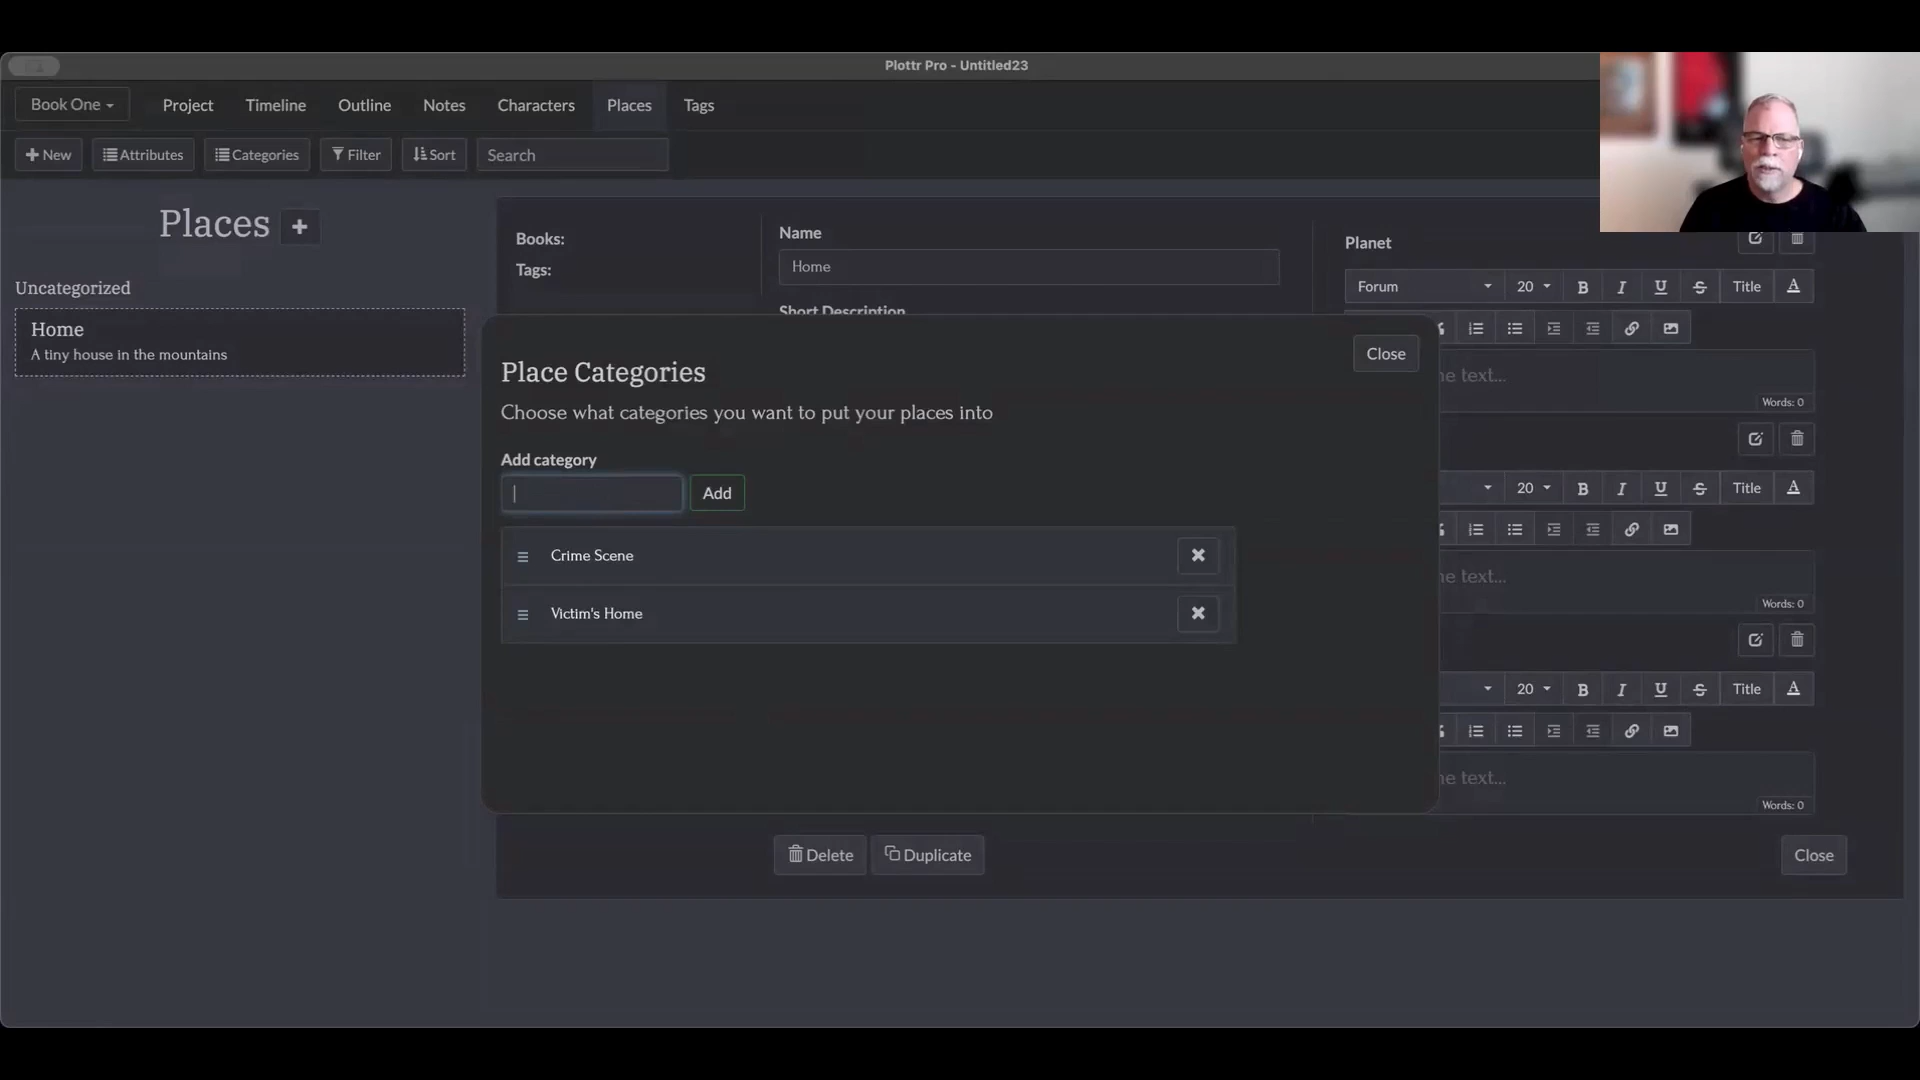 Plottr Pro - Untitled23
Book One
Project
Timeline
Outline
Notes
Characters
Places
Tags
New
Attributes
Categories
Filter
Sort
Search
Places
Uncategorized
Home
A tiny house in the mountains
Books:
Tags:
Name
Home
Short Description
Planet
Forum
20
B
I
U
S
Title
A
Place Categories
Close
Choose what categories you want to put your places into
Add category
Add
Crime Scene
Victim's Home
text...
Words: 0
20
B
I
U
S
Title
A
text...
Words: 0
20
B
I
U
S
Title
A
text...
Words: 0
Delete
Duplicate
Close